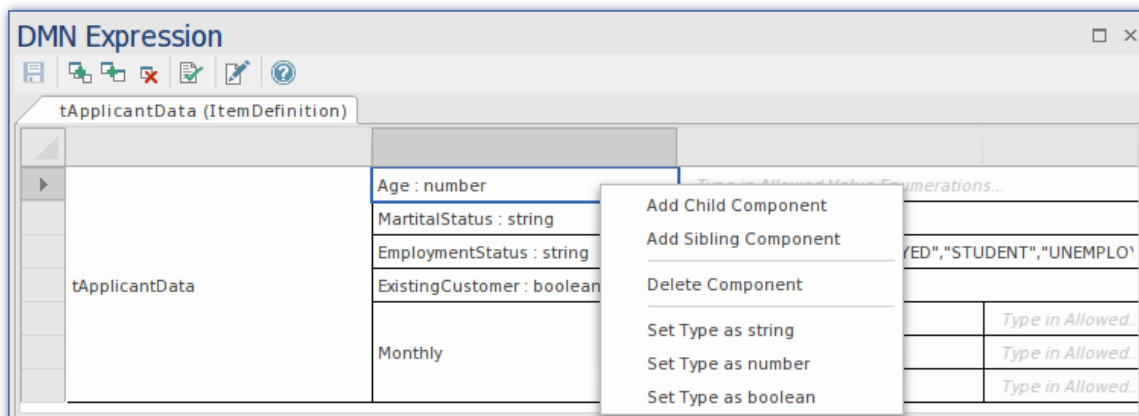 DMN Expression
tApplicantData (ItemDefinition)
Age : number
MartitalStatus : string
EmploymentStatus : string
"STUDENT","UNEMPLOY
tApplicantData
ExistingCustomer : boolean
Monthly
Add Child Component
Add Sibling Component
Delete Component
Set Type as string
Set Type as number
Set Type as boolean
Type in Allowed Value Enumerations...
Type in Allowed..
Type in Allowed..
Type in Allowed..